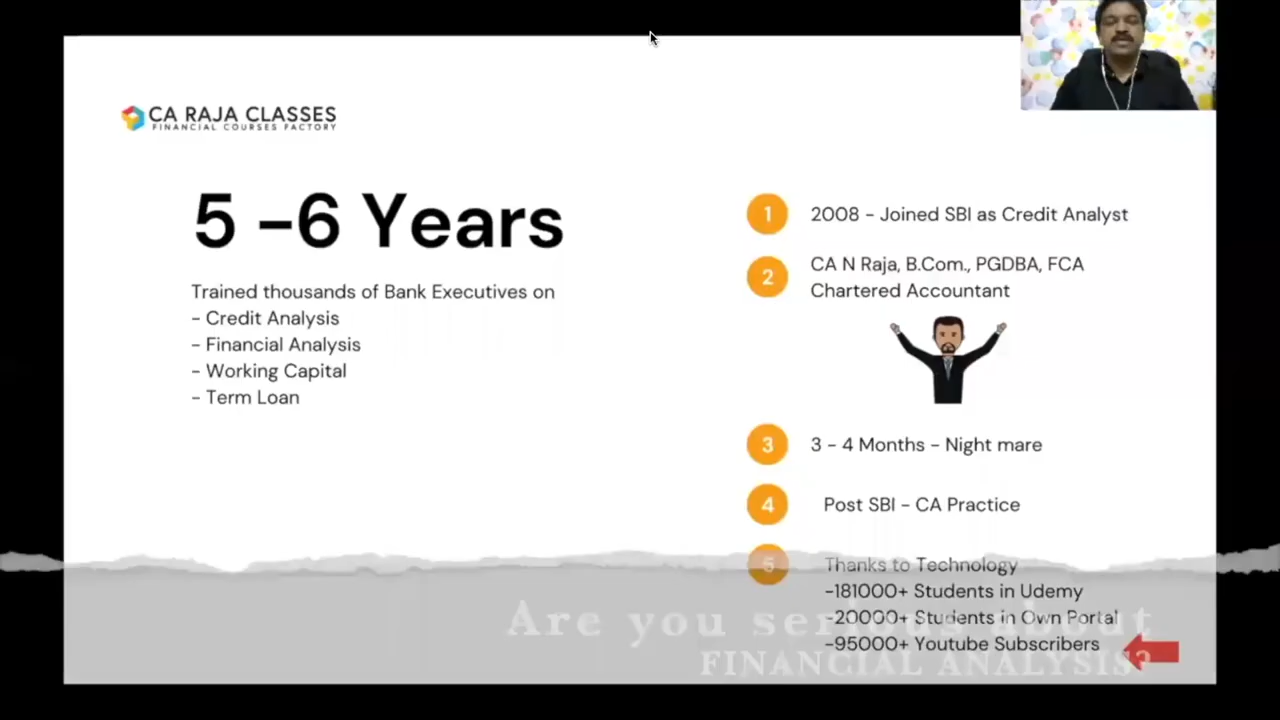 CA RAJA CLASSES
FINANCIAL COURSES FACTORY
5 -6 Years
Trained thousands of Bank Executives on
- Credit Analysis
- Financial Analysis
- Working Capital
- Term Loan
1 2008 - Joined SBI as Credit Analyst
2 CA N Raja, B.Com., PGDBA, FCA
Chartered Accountant
3 3 - 4 Months - Night mare
4 Post SBI - CA Practice
5 Thanks to Technology
-181000+ Students in Udemy
-20000+ Students in Own Portal
-95000+ Youtube Subscribers
Are you serious about
FINANCIAL ANALYSIS?